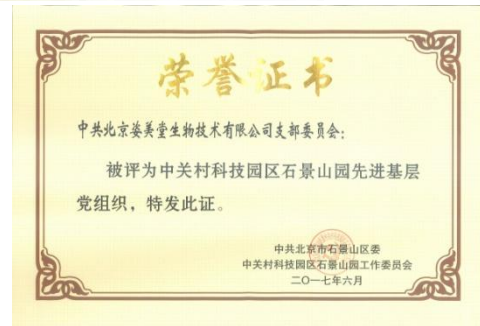 荣誉证书
中共北京姿美堂生物技术有限公司支部委员会：
被评为中关村科技园区石景山园先进基层
党组织，特发此证。
中共北京市石景山区委
中关村科技园区石景山园工作委员会
二〇一七年六月